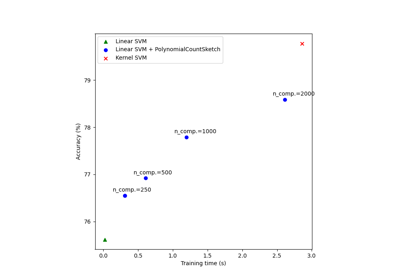 Linear SVM
Linear SVM + PolynomialCountSketch
Kernel SVM
79
78
77
76
Accuracy (%)
n_comp.=2000
n_comp.=1000
n_comp.=500
n_comp.=250
0.0 0.5 1.0 1.5 2.0 2.5 3.0
Training time (s)